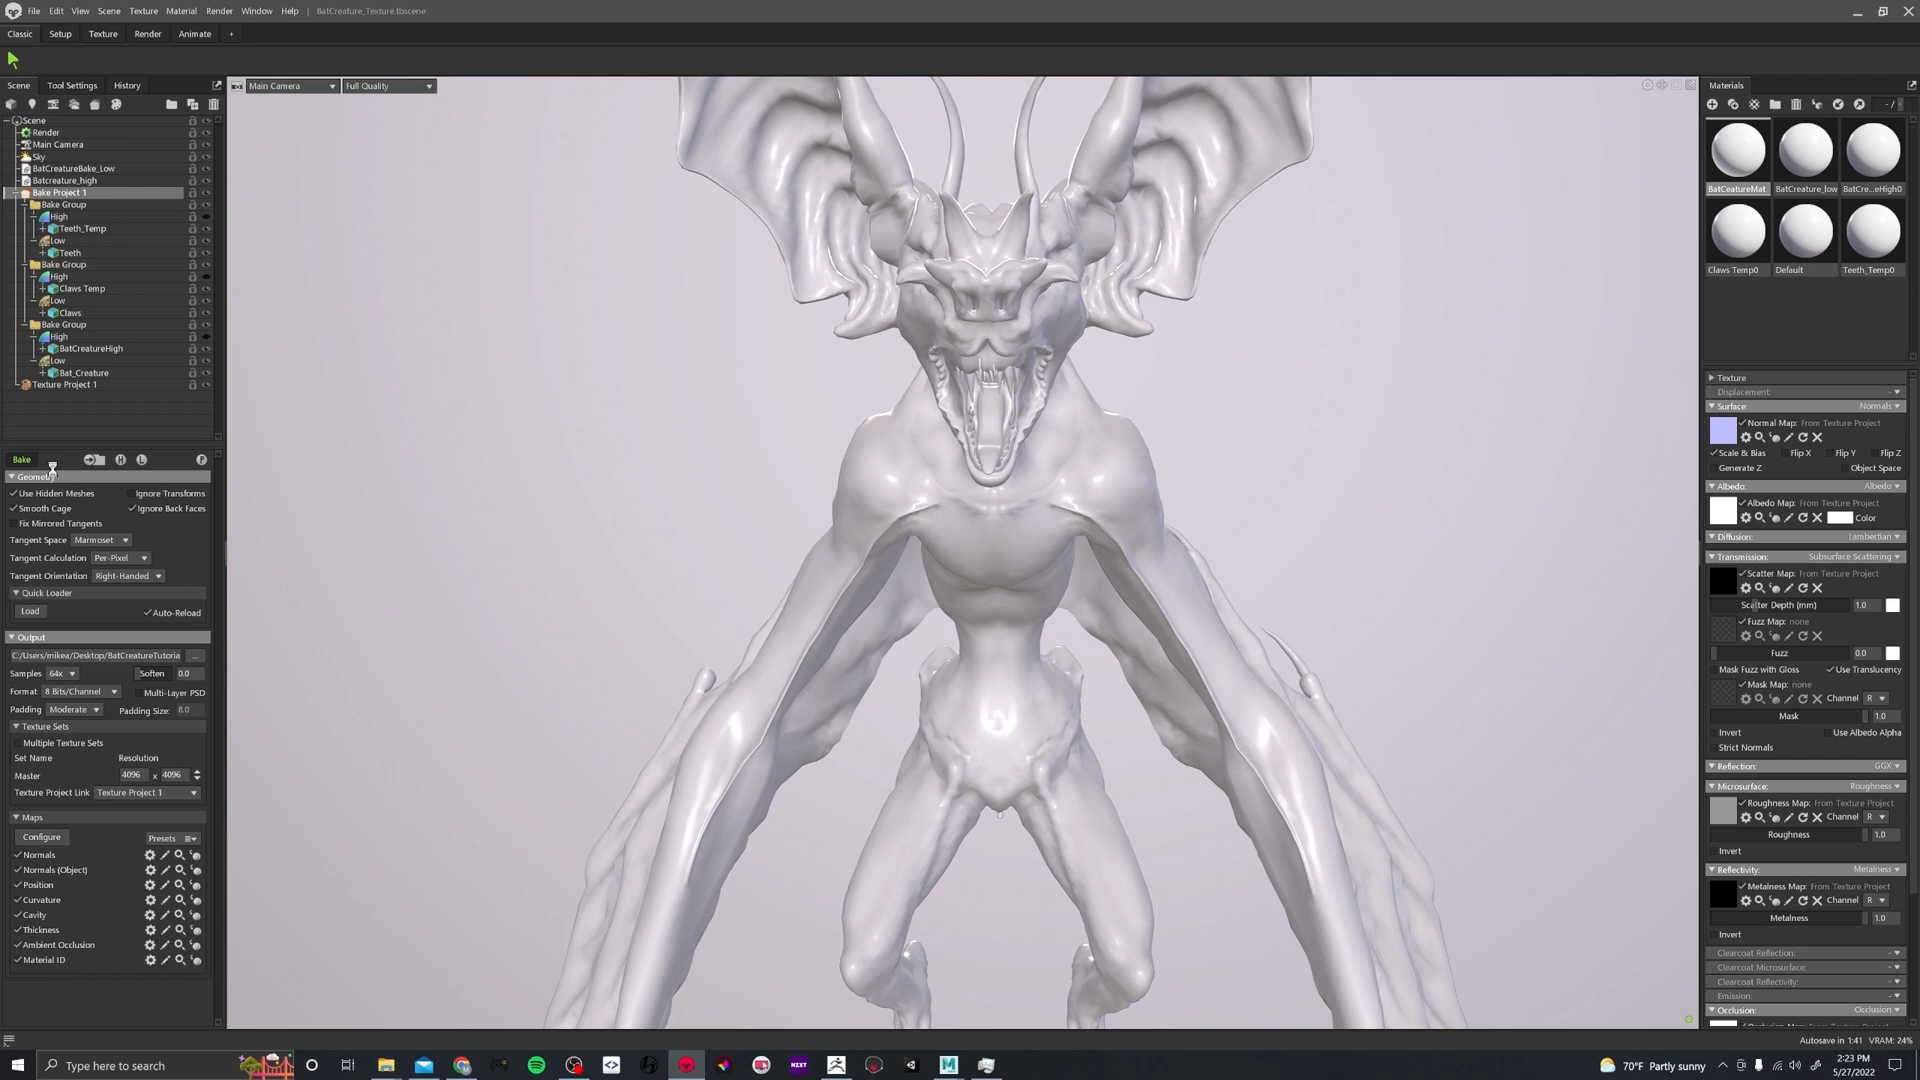 File Edit View Scene Texture Material Render Window Help | BatCreature_Texture.tbscene
Classic Setup Texture Render Animate +
Scene Tool Settings History
Scene
Render
Main Camera
Sky
BatCreatureBake_Low
Batcreature_high
Bake Project 1
Bake Group
High
Teeth_Temp
Low
Teeth
Bake Group
High
Claws Temp
Low
Claws
Bake Group
High
BatCreatureHigh
Low
Bat_Creature
Texture Project 1
Bake H L P
Geometry
Use Hidden Meshes Ignore Transforms
Smooth Cage Ignore Back Faces
Fix Mirrored Tangents
Tangent Space Marmoset
Tangent Calculation Per-Pixel
Tangent Orientation Right-Handed
Quick Loader
Load Auto-Reload
Output
C:/Users/mikea/Desktop/BatCreatureTutoria ...
Samples 64x Soften 0.0
Format 8 Bits/Channel Multi-Layer PSD
Padding Moderate Padding Size: 8.0
Texture Sets
Multiple Texture Sets
Set Name Resolution
Master 4096 x 4096
Texture Project Link Texture Project 1
Maps
Configure Presets
Normals
Normals (Object)
Position
Curvature
Cavity
Thickness
Ambient Occlusion
Material ID
Main Camera Full Quality
Materials
- /
BatCeatureMat BatCreature_low BatCre...eHigh0
Claws Temp0 Default Teeth_Temp0
Texture
Displacement: -
Surface: Normals
Normal Map: From Texture Project
Scale & Bias Flip X Flip Y Flip Z
Generate Z Object Space
Albedo: Albedo
Albedo Map: From Texture Project
Color
Diffusion: Lambertian
Transmission: Subsurface Scattering
Scatter Map: From Texture Project
Scatter Depth (mm) 1.0
Fuzz Map: none
Fuzz 0.0
Mask Fuzz with Gloss Use Translucency
Mask Map: none
Channel R
Mask 1.0
Invert Use Albedo Alpha
Strict Normals
Reflection: GGX
Microsurface: Roughness
Roughness Map: From Texture Project
Channel R
Roughness 1.0
Invert
Reflectivity: Metalness
Metalness Map: From Texture Project
Channel R
Metalness 1.0
Invert
Clearcoat Reflection: -
Clearcoat Microsurface: -
Clearcoat Reflectivity: -
Emission: -
Occlusion: Occlusion
Autosave in 1:41 VRAM: 24%
Type here to search
NZXT
M
70°F Partly sunny
2:23 PM
5/27/2022